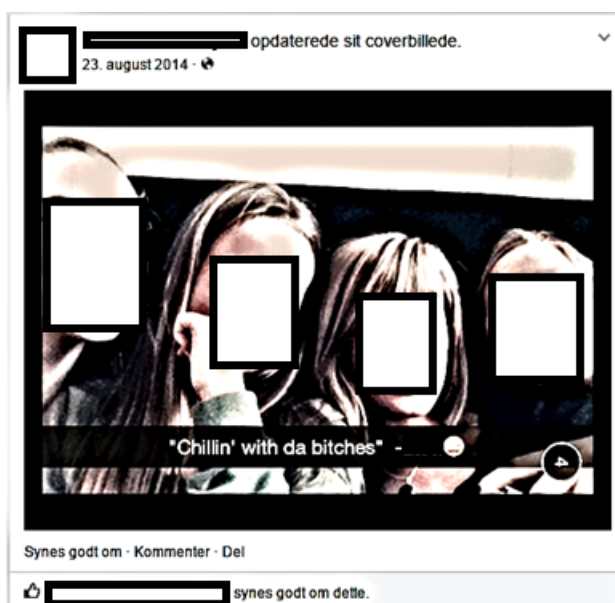 opdaterede sit coverbillede.
23. august 2014 ·
"Chillin' with da bitches" -
4
Synes godt om · Kommenter · Del
synes godt om dette.